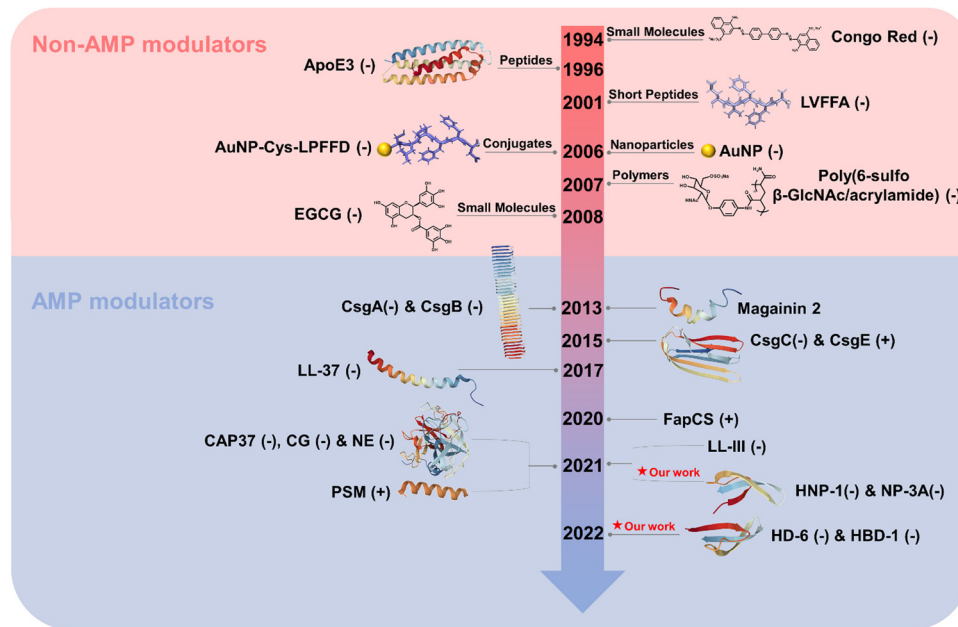 Non-AMP modulators
1994
Small Molecules
Congo Red (-)
ApoE3 (-)
Peptides
1996
2001
Short Peptides
LVFFA (-)
AuNP-Cys-LPFFD (-)
Conjugates
2006
Nanoparticles
AuNP (-)
2007
Polymers
Poly(6-sulfo
β-GlcNAc/acrylamide) (-)
EGCG (-)
Small Molecules
2008
AMP modulators
CsgA(-) & CsgB (-)
2013
Magainin 2
2015
CsgC(-) & CsgE (+)
LL-37 (-)
2017
2020
FapCS (+)
CAP37 (-), CG (-) & NE (-)
LL-III (-)
2021
★Our work
PSM (+)
HNP-1(-) & NP-3A(-)
2022
★Our work
HD-6 (-) & HBD-1 (-)